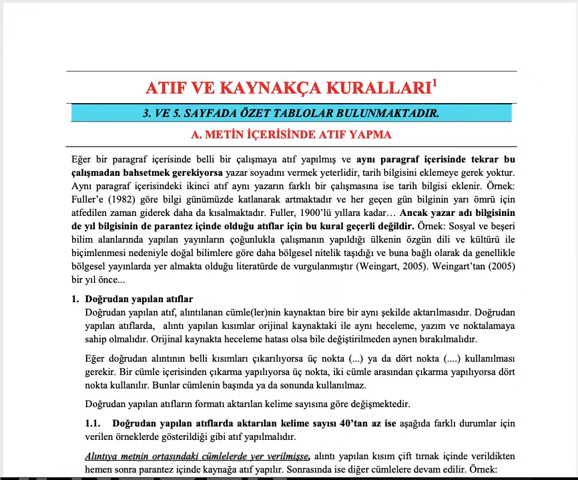 ATIF VE KAYNAKÇA KURALLARI1
3. VE 5. SAYFADA ÖZET TABLOLAR BULUNMAKTADIR.
A. METİN İÇERİSİNDE ATIF YAPMA
Eğer bir paragraf içerisinde belli bir çalışmaya atıf yapılmış ve aynı paragraf içerisinde tekrar bu
çalışmadan bahsetmek gerekiyorsa yazar soyadını vermek yeterlidir, tarih bilgisini eklemeye gerek yoktur.
Aynı paragraf içerisindeki ikinci atıf aynı yazarın farklı bir çalışmasına ise tarih bilgisi eklenir. Örnek:
Fuller'e (1982) göre bilgi günümüzde katlanarak artmaktadır ve her geçen gün bilginin yarı ömrü için
atfedilen zaman giderek daha da kısalmaktadır. Fuller, 1900'lü yıllara kadar… Ancak yazar adı bilgisinin
de yıl bilgisinin de parantez içinde olduğu atıflar için bu kural geçerli değildir. Örnek: Sosyal ve beşeri
bilim alanlarında yapılan yayınların çoğunlukla çalışmanın yapıldığı ülkenin özgün dili ve kültürü ile
biçimlenmesi nedeniyle doğal bilimlere göre daha bölgesel nitelik taşıdığı ve buna bağlı olarak da genellikle
bölgesel yayınlarda yer almakta olduğu literatürde de vurgulanmıştır (Weingart, 2005). Weingart'tan (2005)
bir yıl önce...
1. Doğrudan yapılan atıflar
Doğrudan yapılan atıf, alıntılanan cümle(ler)nin kaynaktan bire bir aynı şekilde aktarılmasıdır. Doğrudan
yapılan atıflarda, alıntı yapılan kısımlar orijinal kaynaktaki ile aynı heceleme, yazım ve noktalamaya
sahip olmalıdır. Orijinal kaynakta heceleme hatası olsa bile değiştirilmeden aynen bırakılmalıdır.
Eğer doğrudan alıntının belli kısımları çıkarılıyorsa üç nokta (...) ya da dört nokta (....) kullanılması
gerekir. Bir cümle içerisinden çıkarma yapılıyorsa üç nokta, iki cümle arasından çıkarma yapılıyorsa dört
nokta kullanılır. Bunlar cümlenin başında ya da sonunda kullanılmaz.
Doğrudan yapılan atıfların formatı aktarılan kelime sayısına göre değişmektedir.
1.1. Doğrudan yapılan atıflarda aktarılan kelime sayısı 40'tan az ise aşağıda farklı durumlar için
verilen örneklerde gösterildiği gibi atıf yapılmalıdır.
Alıntıya metnin ortasındaki cümlelerde yer verilmişse, alıntı yapılan kısım çift tırnak içinde verildikten
hemen sonra parantez içinde kaynağa atıf yapılır. Sonrasında ise diğer cümlelere devam edilir. Örnek: